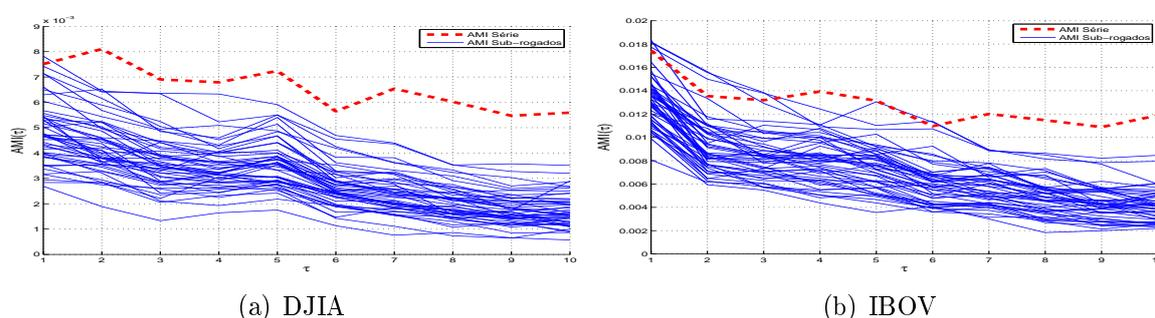 x 10⁻³
9
8
7
6
5
4
3
2
1
0
AMI(τ)
1 2 3 4 5 6 7 8 9 10
τ
AMI Série
AMI Sub−rogados
(a) DJIA
0.02
0.018
0.016
0.014
0.012
0.01
0.008
0.006
0.004
0.002
0
AMI(τ)
1 2 3 4 5 6 7 8 9 1
τ
AMI Série
AMI Sub−rogados
(b) IBOV